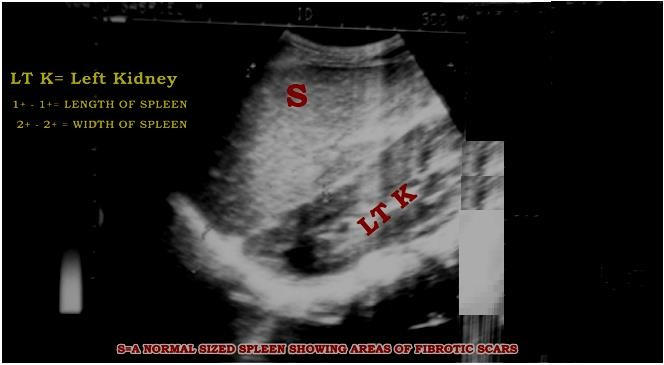 1D
LT K= Left Kidney
S
1+ - 1+= LENGTH OF SPLEEN
2+ - 2+ = WIDTH OF SPLEEN
LT K
S=A NORMAL SIZED SPLEEN SHOWING AREAS OF FIBROTIC SCARS